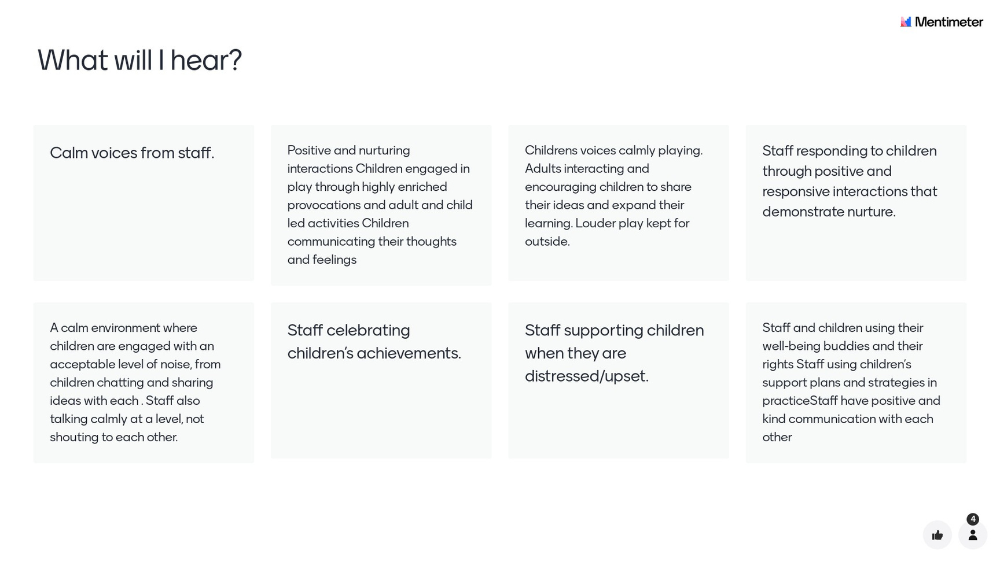 Mentimeter
What will I hear?
Calm voices from staff.
Positive and nurturing
interactions Children engaged in
play through highly enriched
provocations and adult and child
led activities Children
communicating their thoughts
and feelings
Childrens voices calmly playing.
Adults interacting and
encouraging children to share
their ideas and expand their
learning. Louder play kept for
outside.
Staff responding to children
through positive and
responsive interactions that
demonstrate nurture.
A calm environment where
children are engaged with an
acceptable level of noise, from
children chatting and sharing
ideas with each . Staff also
talking calmly at a level, not
shouting to each other.
Staff celebrating
children's achievements.
Staff supporting children
when they are
distressed/upset.
Staff and children using their
well-being buddies and their
rights Staff using children's
support plans and strategies in
practiceStaff have positive and
kind communication with each
other
4